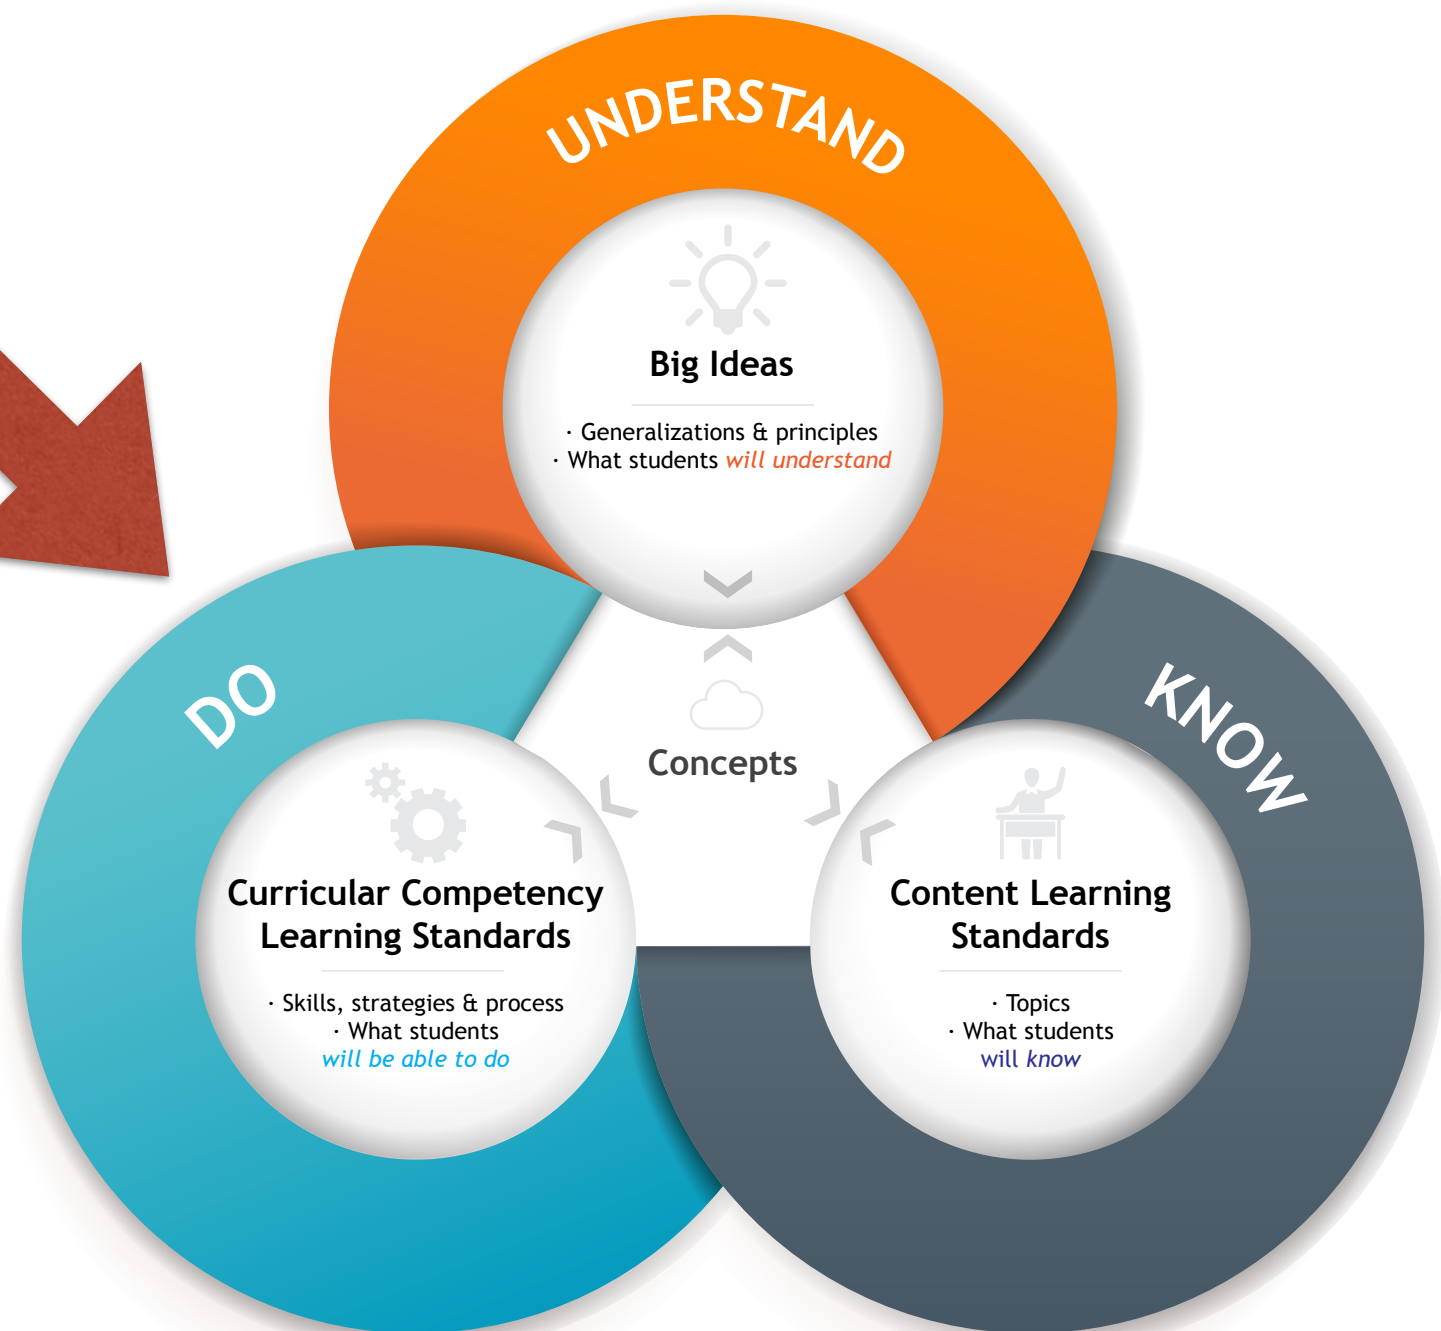 UNDERSTAND
Big Ideas
· Generalizations & principles
· What students will understand
DO
KNOW
Concepts
Curricular Competency
Learning Standards
· Skills, strategies & process
· What students
will be able to do
Content Learning
Standards
· Topics
· What students
will know